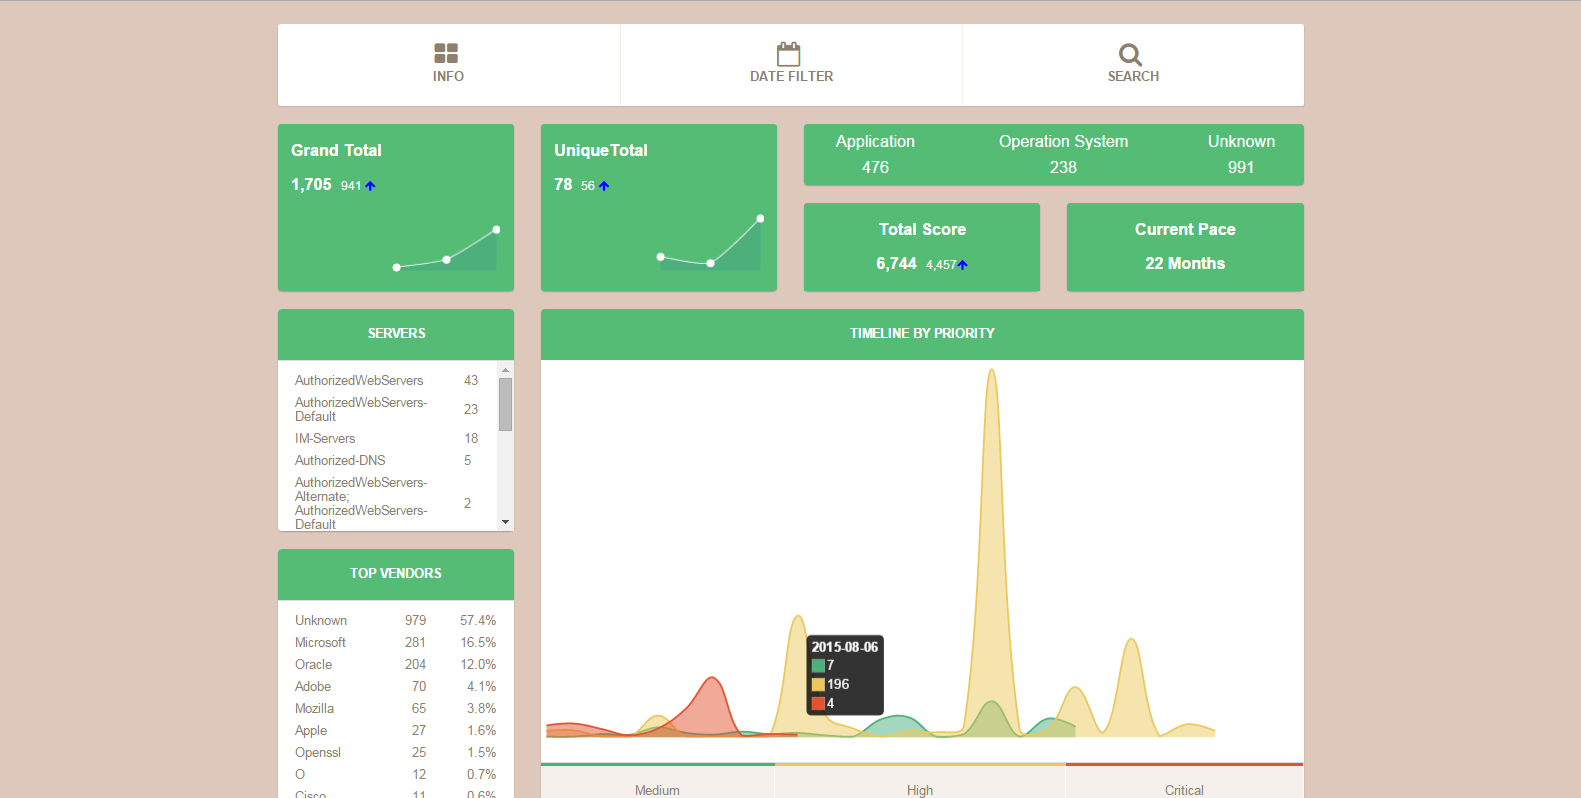 INFO
DATE FILTER
SEARCH
Grand Total
1,705 941
UniqueTotal
78 56
Application Operation System Unknown
476 238 991
Total Score
6,744 4,457
Current Pace
22 Months
SERVERS
AuthorizedWebServers 43
AuthorizedWebServers-
Default 23
IM-Servers 18
Authorized-DNS 5
AuthorizedWebServers-
Alternate;
AuthorizedWebServers-
Default 2
TIMELINE BY PRIORITY
2015-08-06
7
196
4
Medium High Critical
TOP VENDORS
Unknown 979 57.4%
Microsoft 281 16.5%
Oracle 204 12.0%
Adobe 70 4.1%
Mozilla 65 3.8%
Apple 27 1.6%
Openssl 25 1.5%
O 12 0.7%
Cisco 11 0.6%